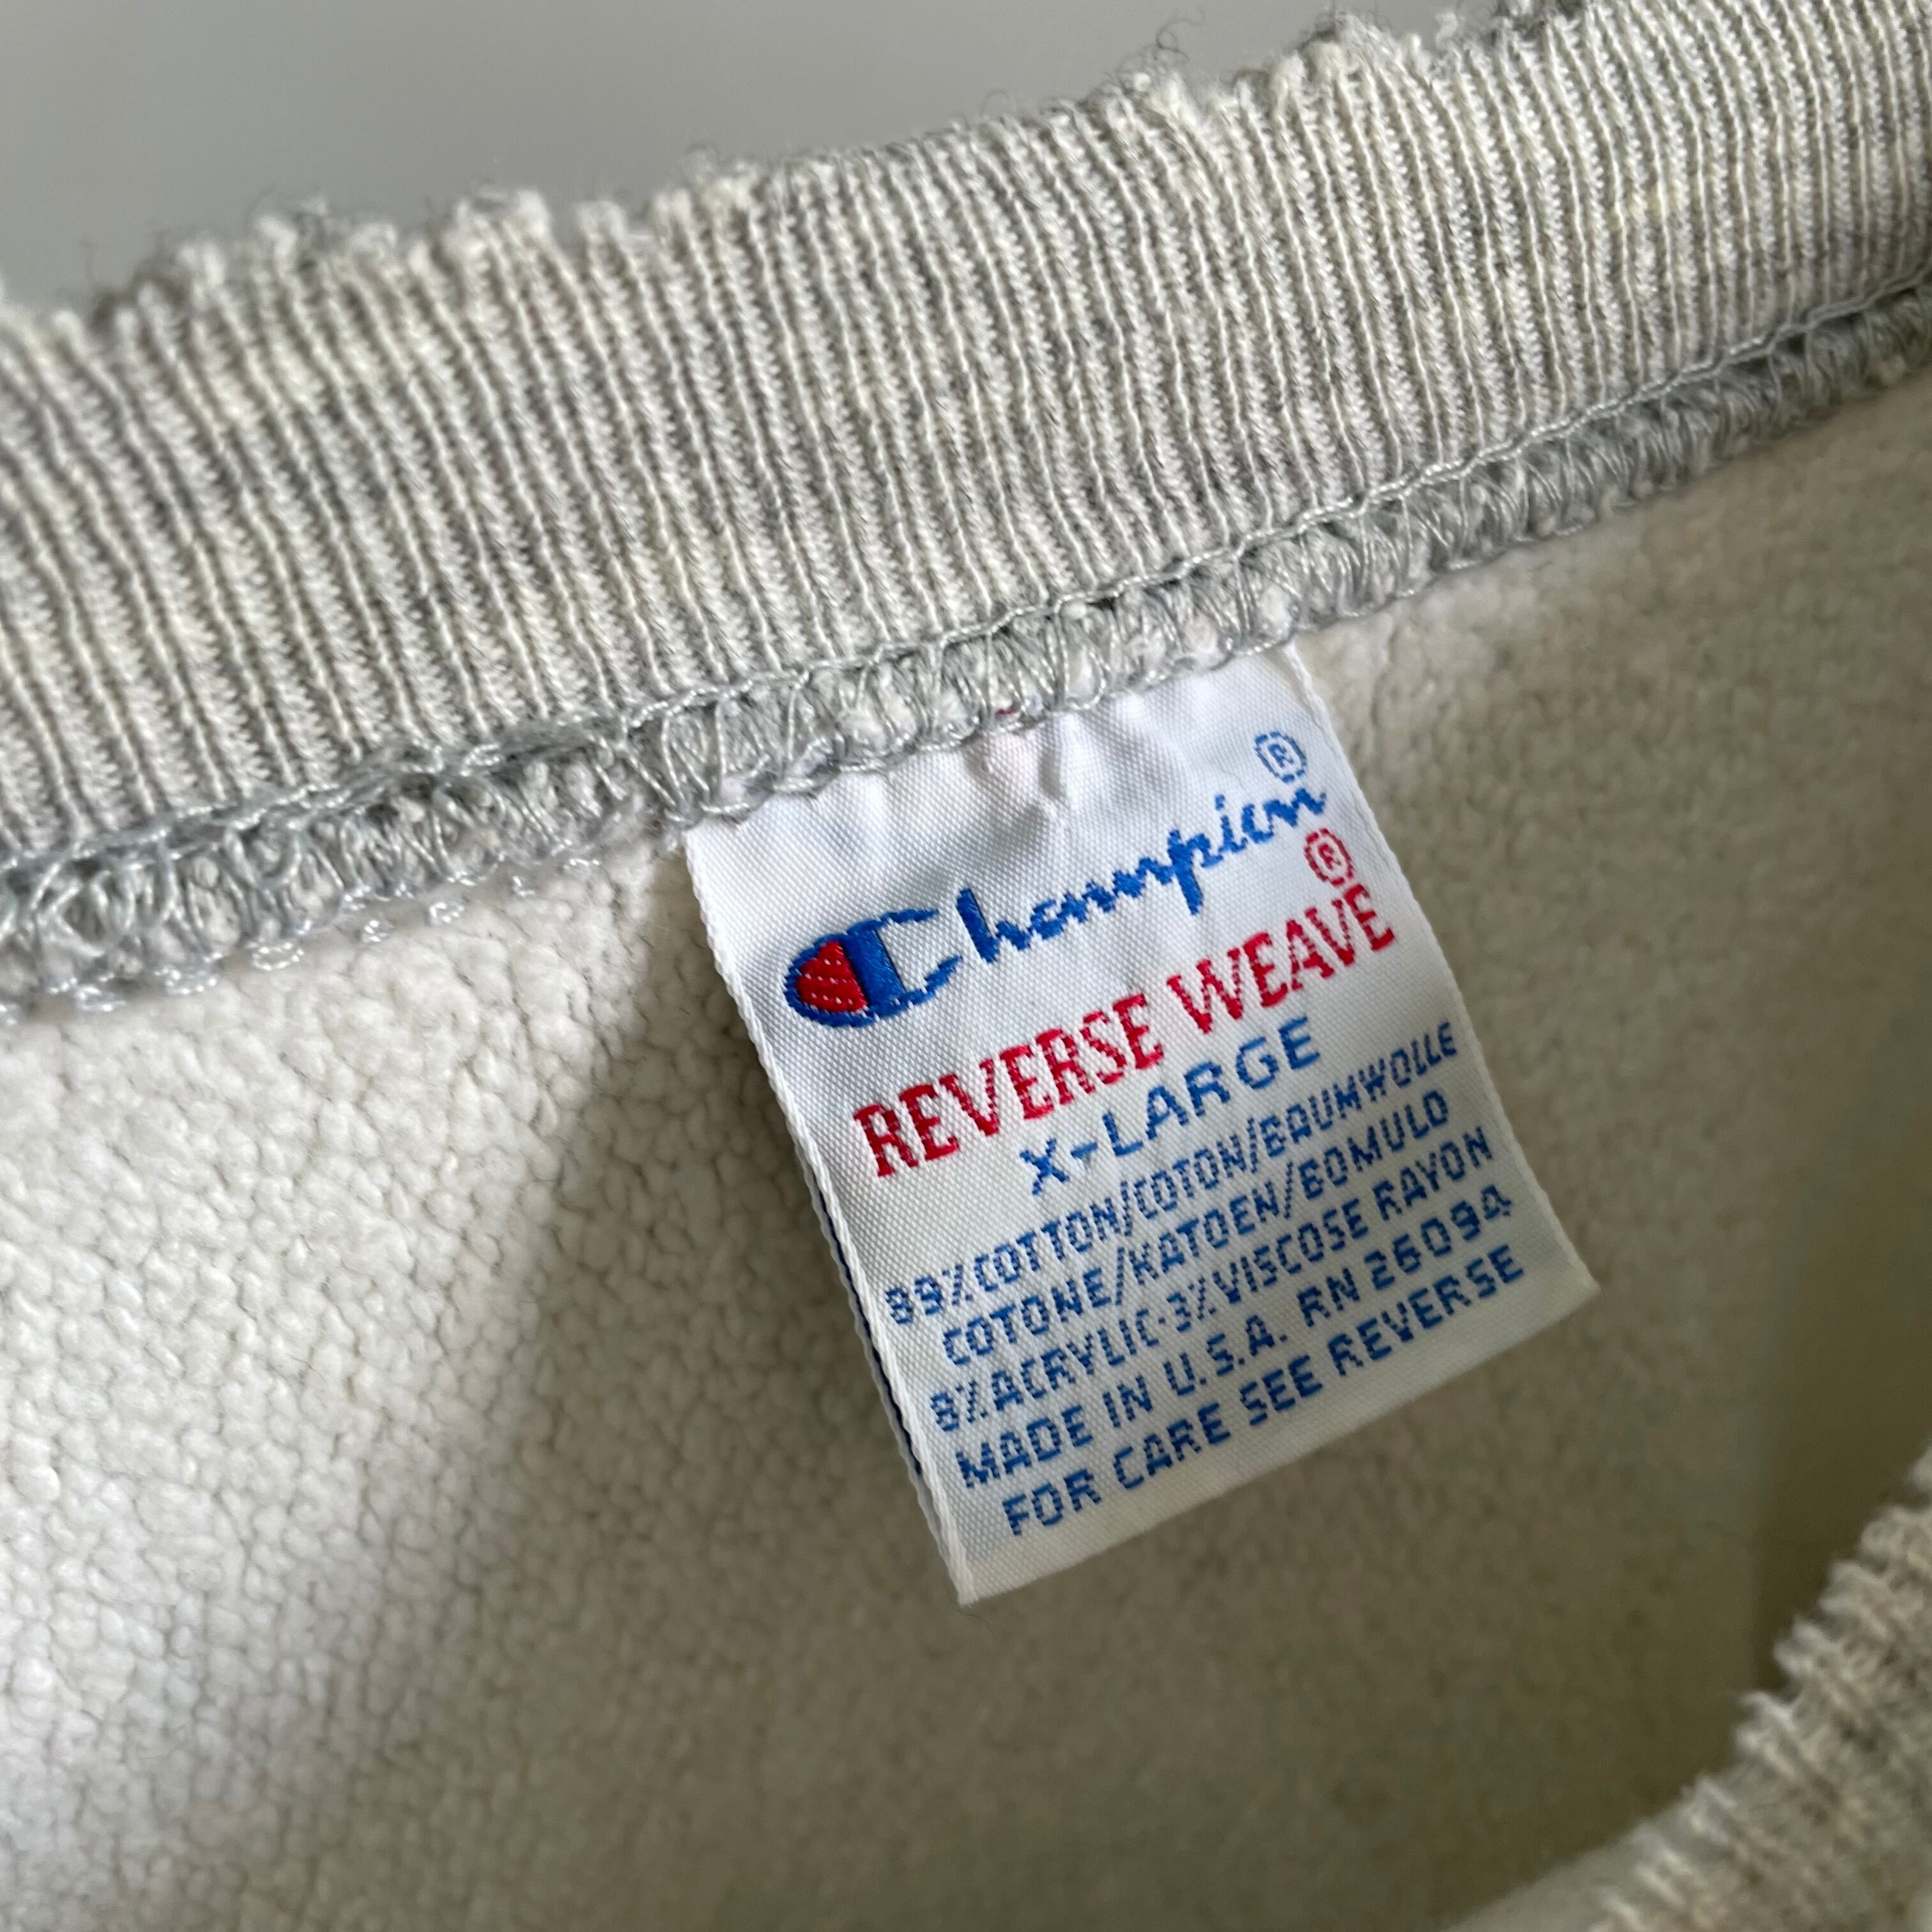 Champion®
REVERSE WEAVE®
X-LARGE
89%COTTON/COTON/BAUMWOLLE
COTONE/KATOEN/BOMULD
8%ACRYLIC·3%VISCOSE RAYON
MADE IN U.S.A. RN 26094
FOR CARE SEE REVERSE